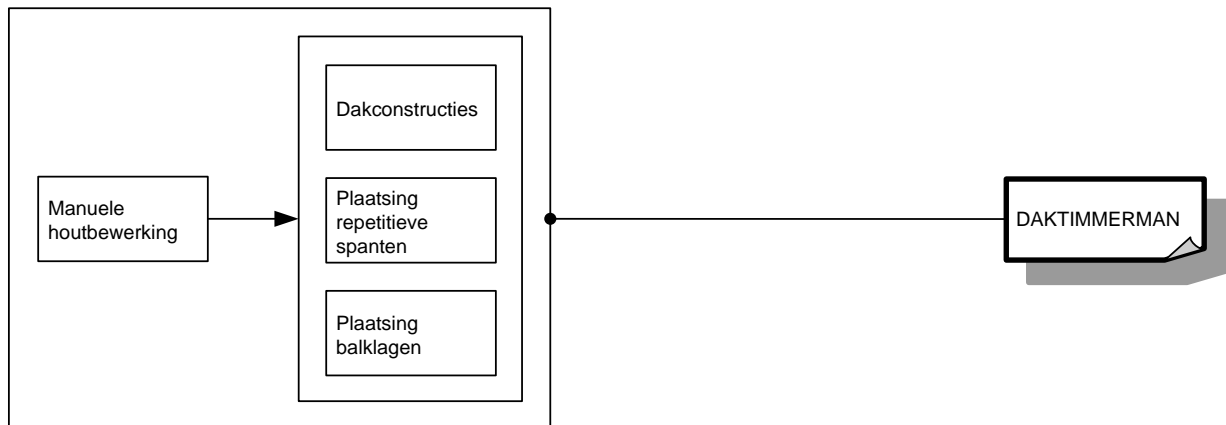 Manuele
houtbewerking
Dakconstructies
Plaatsing
repetitieve
spanten
Plaatsing
balklagen
DAKTIMMERMAN